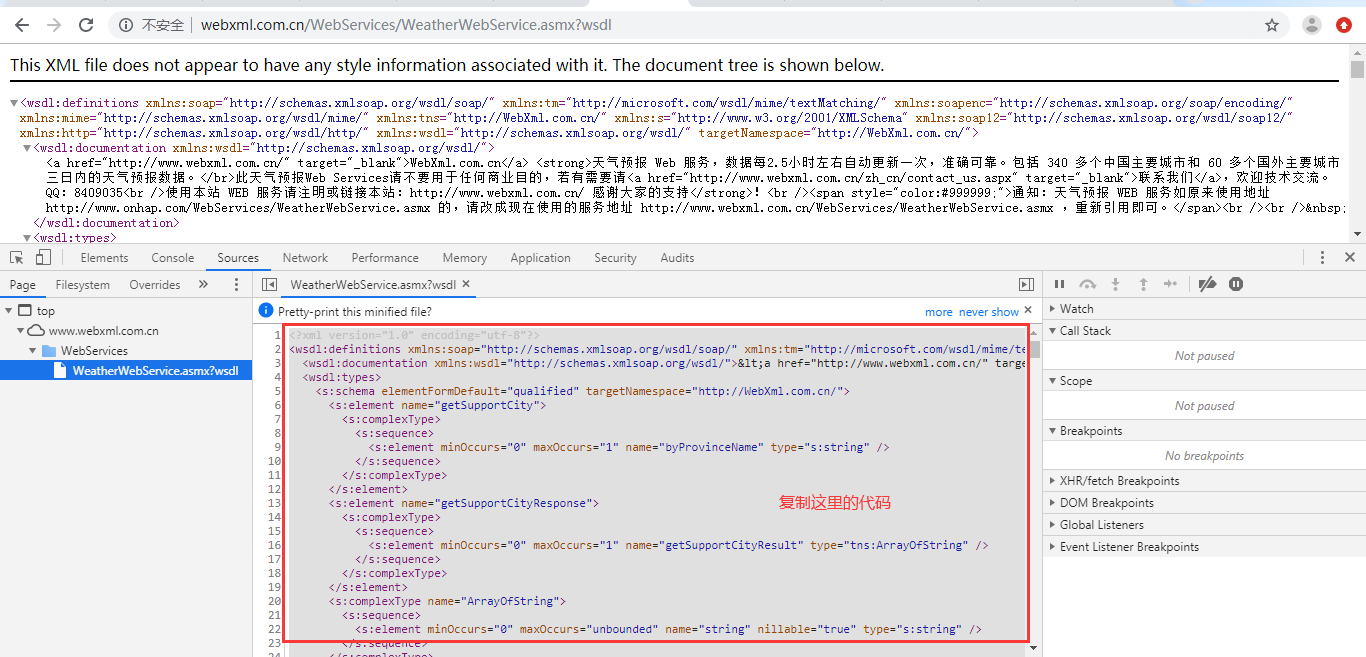 不安全 webxml.com.cn/WebServices/WeatherWebService.asmx?wsdl
This XML file does not appear to have any style information associated with it. The document tree is shown below.
▼<wsdl:definitions xmlns:soap="http://schemas.xmlsoap.org/wsdl/soap/" xmlns:tm="http://microsoft.com/wsdl/mime/textMatching/" xmlns:soapenc="http://schemas.xmlsoap.org/soap/encoding/"
xmlns:mime="http://schemas.xmlsoap.org/wsdl/mime/" xmlns:tns="http://WebXml.com.cn/" xmlns:s="http://www.w3.org/2001/XMLSchema" xmlns:soap12="http://schemas.xmlsoap.org/wsdl/soap12/"
xmlns:http="http://schemas.xmlsoap.org/wsdl/http/" xmlns:wsdl="http://schemas.xmlsoap.org/wsdl/" targetNamespace="http://WebXml.com.cn/">
▼<wsdl:documentation xmlns:wsdl="http://schemas.xmlsoap.org/wsdl/">
<a href="http://www.webxml.com.cn/" target="_blank">WebXml.com.cn</a> <strong>天气预报 Web 服务，数据每2.5小时左右自动更新一次，准确可靠。包括 340 多个中国主要城市和 60 多个国外主要城市
三日内的天气预报数据。</br>此天气预报Web Services请不要用于任何商业目的，若有需要请<a href="http://www.webxml.com.cn/zh_cn/contact_us.aspx" target="_blank">联系我们</a>，欢迎技术交流。
QQ：8409035<br />使用本站 WEB 服务请注明或链接本站：http://www.webxml.com.cn/ 感谢大家的支持</strong>！<br /><span style="color:#999999;">通知：天气预报 WEB 服务如原来使用地址
http://www.onhap.com/WebServices/WeatherWebService.asmx 的，请改成现在使用的服务地址 http://www.webxml.com.cn/WebServices/WeatherWebService.asmx ，重新引用即可。</span><br /><br />&nbsp;
</wsdl:documentation>
▼<wsdl:types>
Elements Console Sources Network Performance Memory Application Security Audits
Page Filesystem Overrides » WeatherWebService.asmx?wsdl ×
Pretty-print this minified file? more never show ×
top
www.webxml.com.cn
WebServices
WeatherWebService.asmx?wsdl
1 <?xml version="1.0" encoding="utf-8"?>
2 <wsdl:definitions xmlns:soap="http://schemas.xmlsoap.org/wsdl/soap/" xmlns:tm="http://microsoft.com/wsdl/mime/te
3 <wsdl:documentation xmlns:wsdl="http://schemas.xmlsoap.org/wsdl/">&lt;a href="http://www.webxml.com.cn/" targe
4 <wsdl:types>
5 <s:schema elementFormDefault="qualified" targetNamespace="http://WebXml.com.cn/">
6 <s:element name="getSupportCity">
7 <s:complexType>
8 <s:sequence>
9 <s:element minOccurs="0" maxOccurs="1" name="byProvinceName" type="s:string" />
10 </s:sequence>
11 </s:complexType>
12 </s:element>
13 <s:element name="getSupportCityResponse">
14 <s:complexType>
15 <s:sequence>
16 <s:element minOccurs="0" maxOccurs="1" name="getSupportCityResult" type="tns:ArrayOfString" />
17 </s:sequence>
18 </s:complexType>
19 </s:element>
20 <s:complexType name="ArrayOfString">
21 <s:sequence>
22 <s:element minOccurs="0" maxOccurs="unbounded" name="string" nillable="true" type="s:string" />
23 </s:sequence>
24 </s:complexType>
复制这里的代码
Watch
Call Stack
Not paused
Scope
Not paused
Breakpoints
No breakpoints
XHR/fetch Breakpoints
DOM Breakpoints
Global Listeners
Event Listener Breakpoints